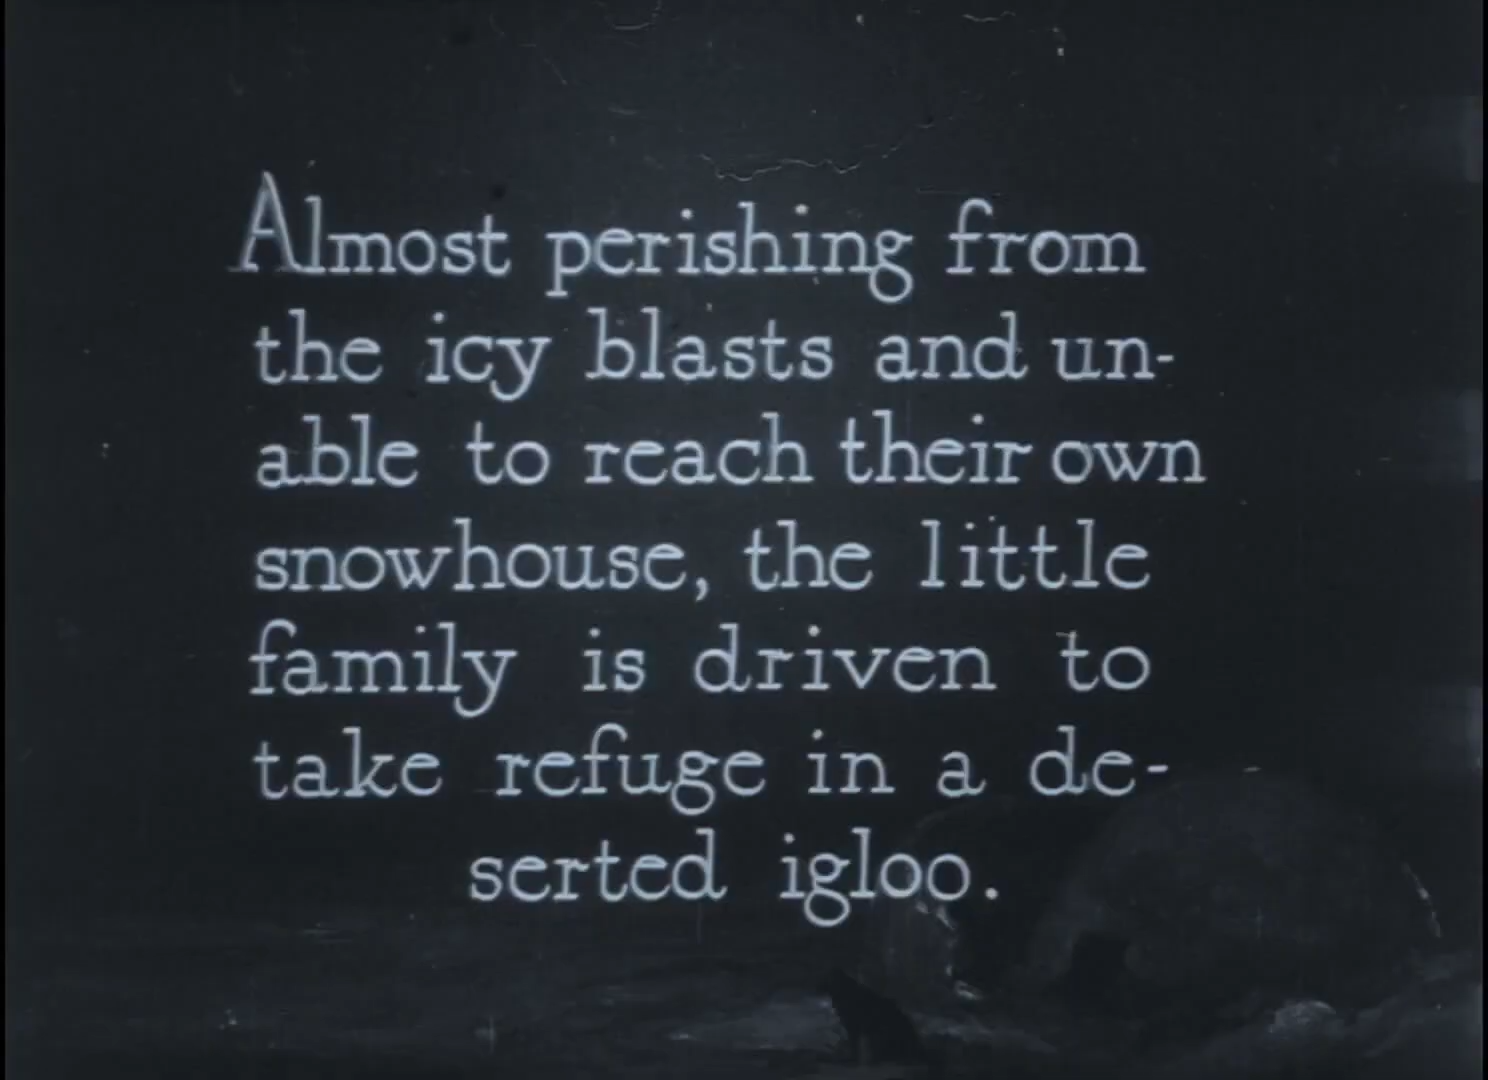 Almost perishing from
the icy blasts and un-
able to reach their own
snowhouse, the little
family is driven to
take refuge in a de-
serted igloo.